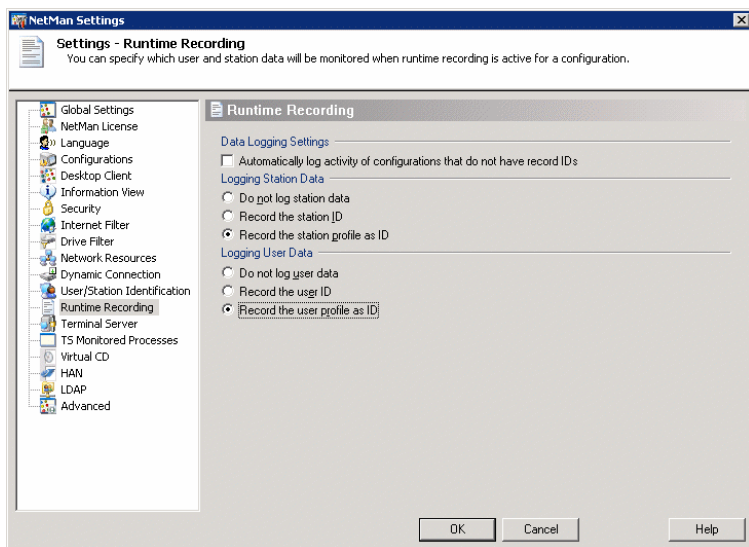 NetMan Settings
Settings - Runtime Recording
You can specify which user and station data will be monitored when runtime recording is active for a configuration.
Global Settings
NetMan License
Language
Configurations
Desktop Client
Information View
Security
Internet Filter
Drive Filter
Network Resources
Dynamic Connection
User/Station Identification
Runtime Recording
Terminal Server
TS Monitored Processes
Virtual CD
HAN
LDAP
Advanced
Runtime Recording
Data Logging Settings
Automatically log activity of configurations that do not have record IDs
Logging Station Data
Do not log station data
Record the station ID
Record the station profile as ID
Logging User Data
Do not log user data
Record the user ID
Record the user profile as ID
OK
Cancel
Help